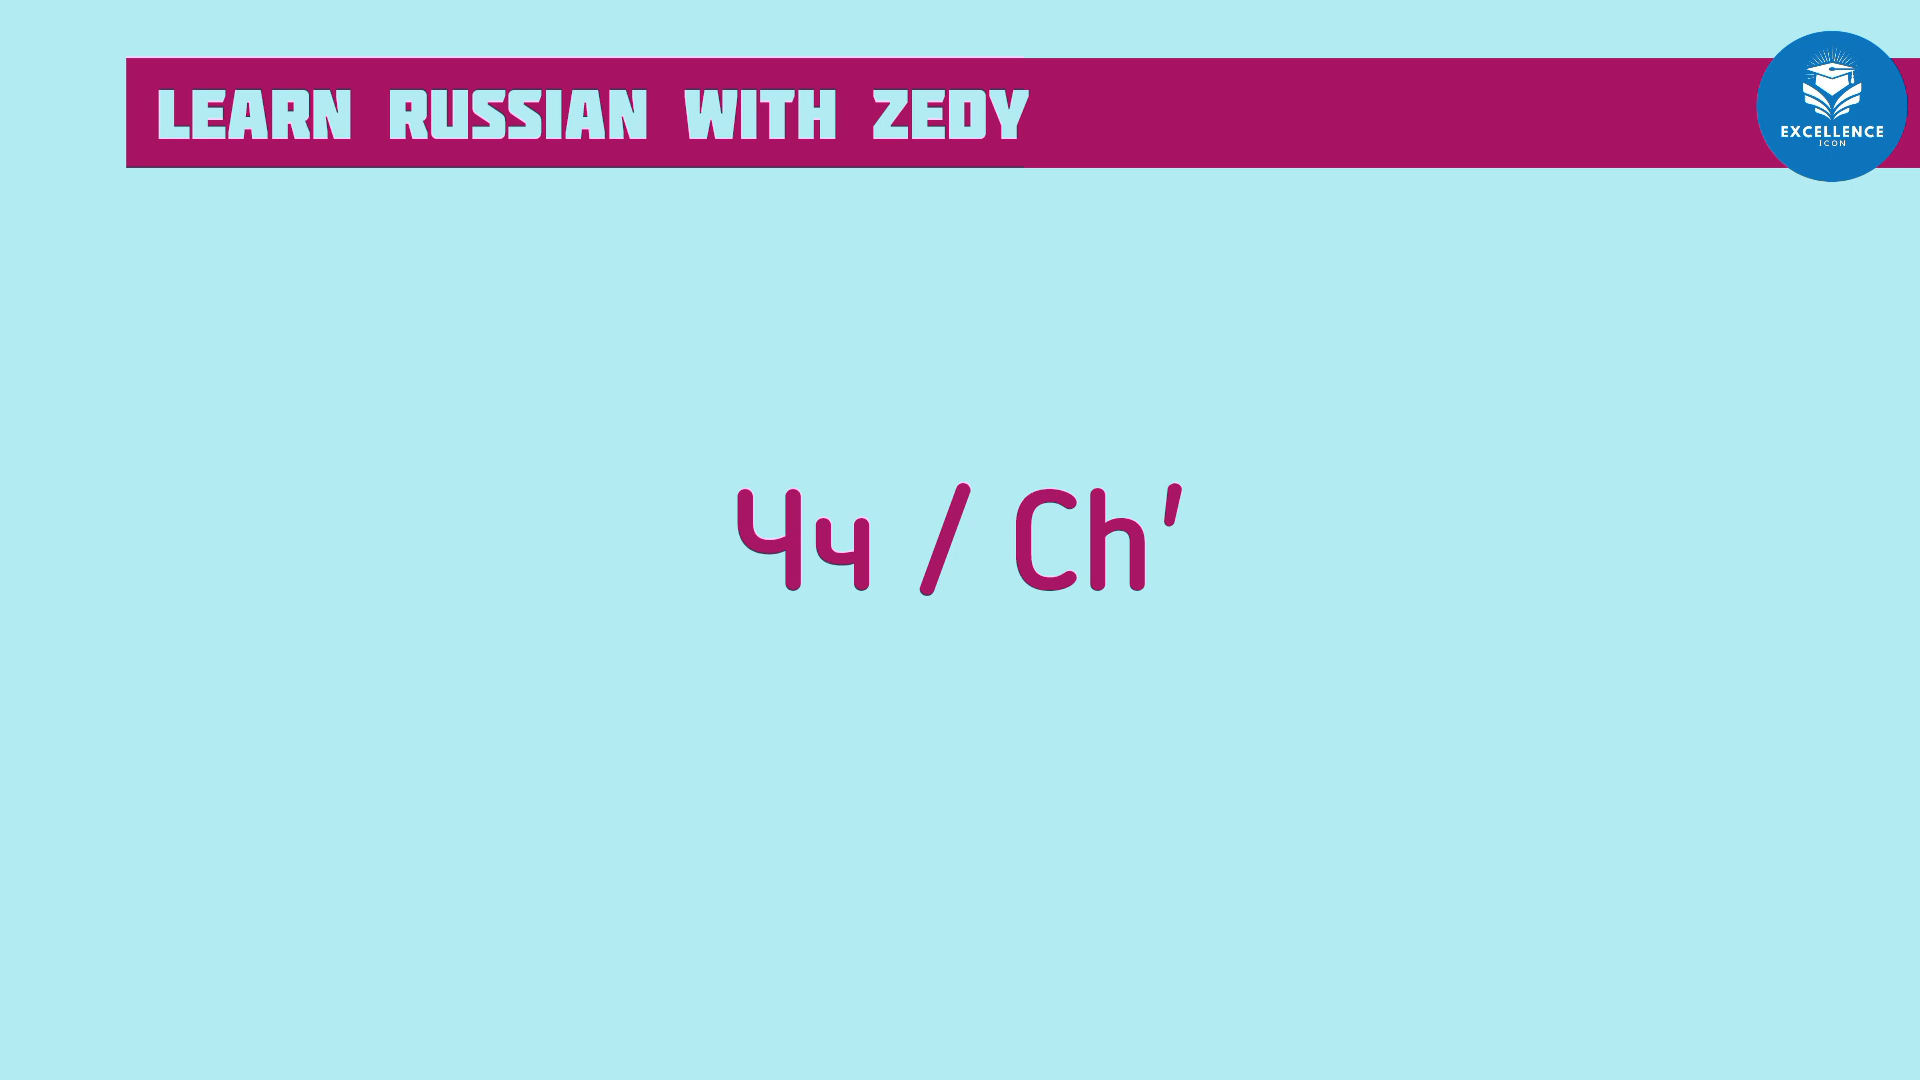 LEARN RUSSIAN WITH ZEDY
EXCELLENCE
ICON
Чч / Ch'